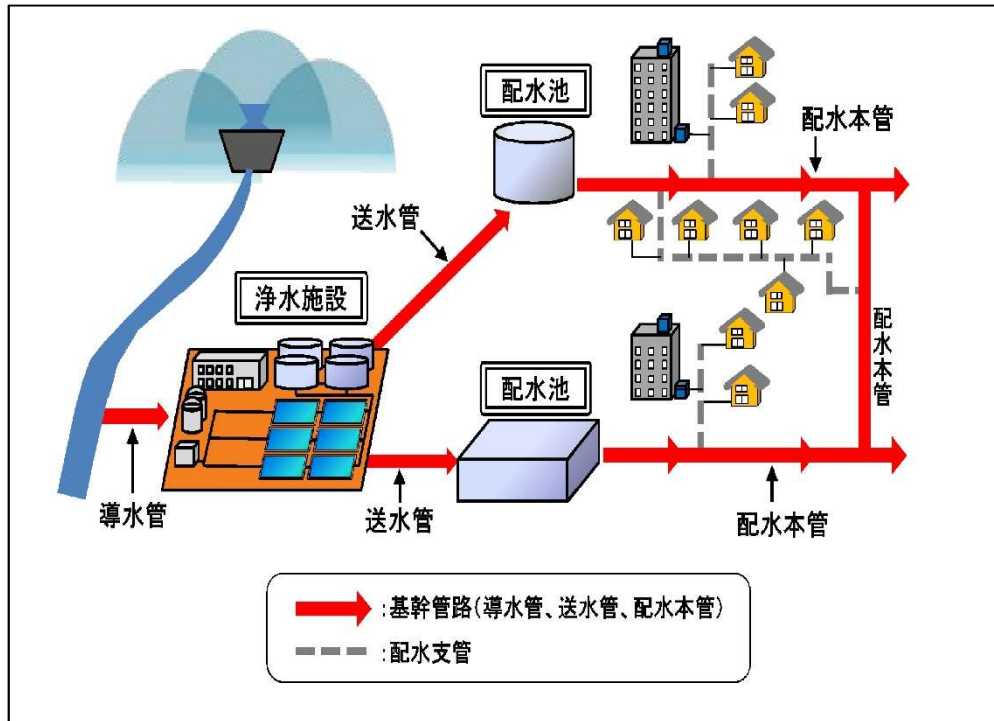 配水池
配水本管
送水管
浄水施設
配水池
配水本管
導水管
送水管
配水本管
:基幹管路(導水管、送水管、配水本管)
:配水支管